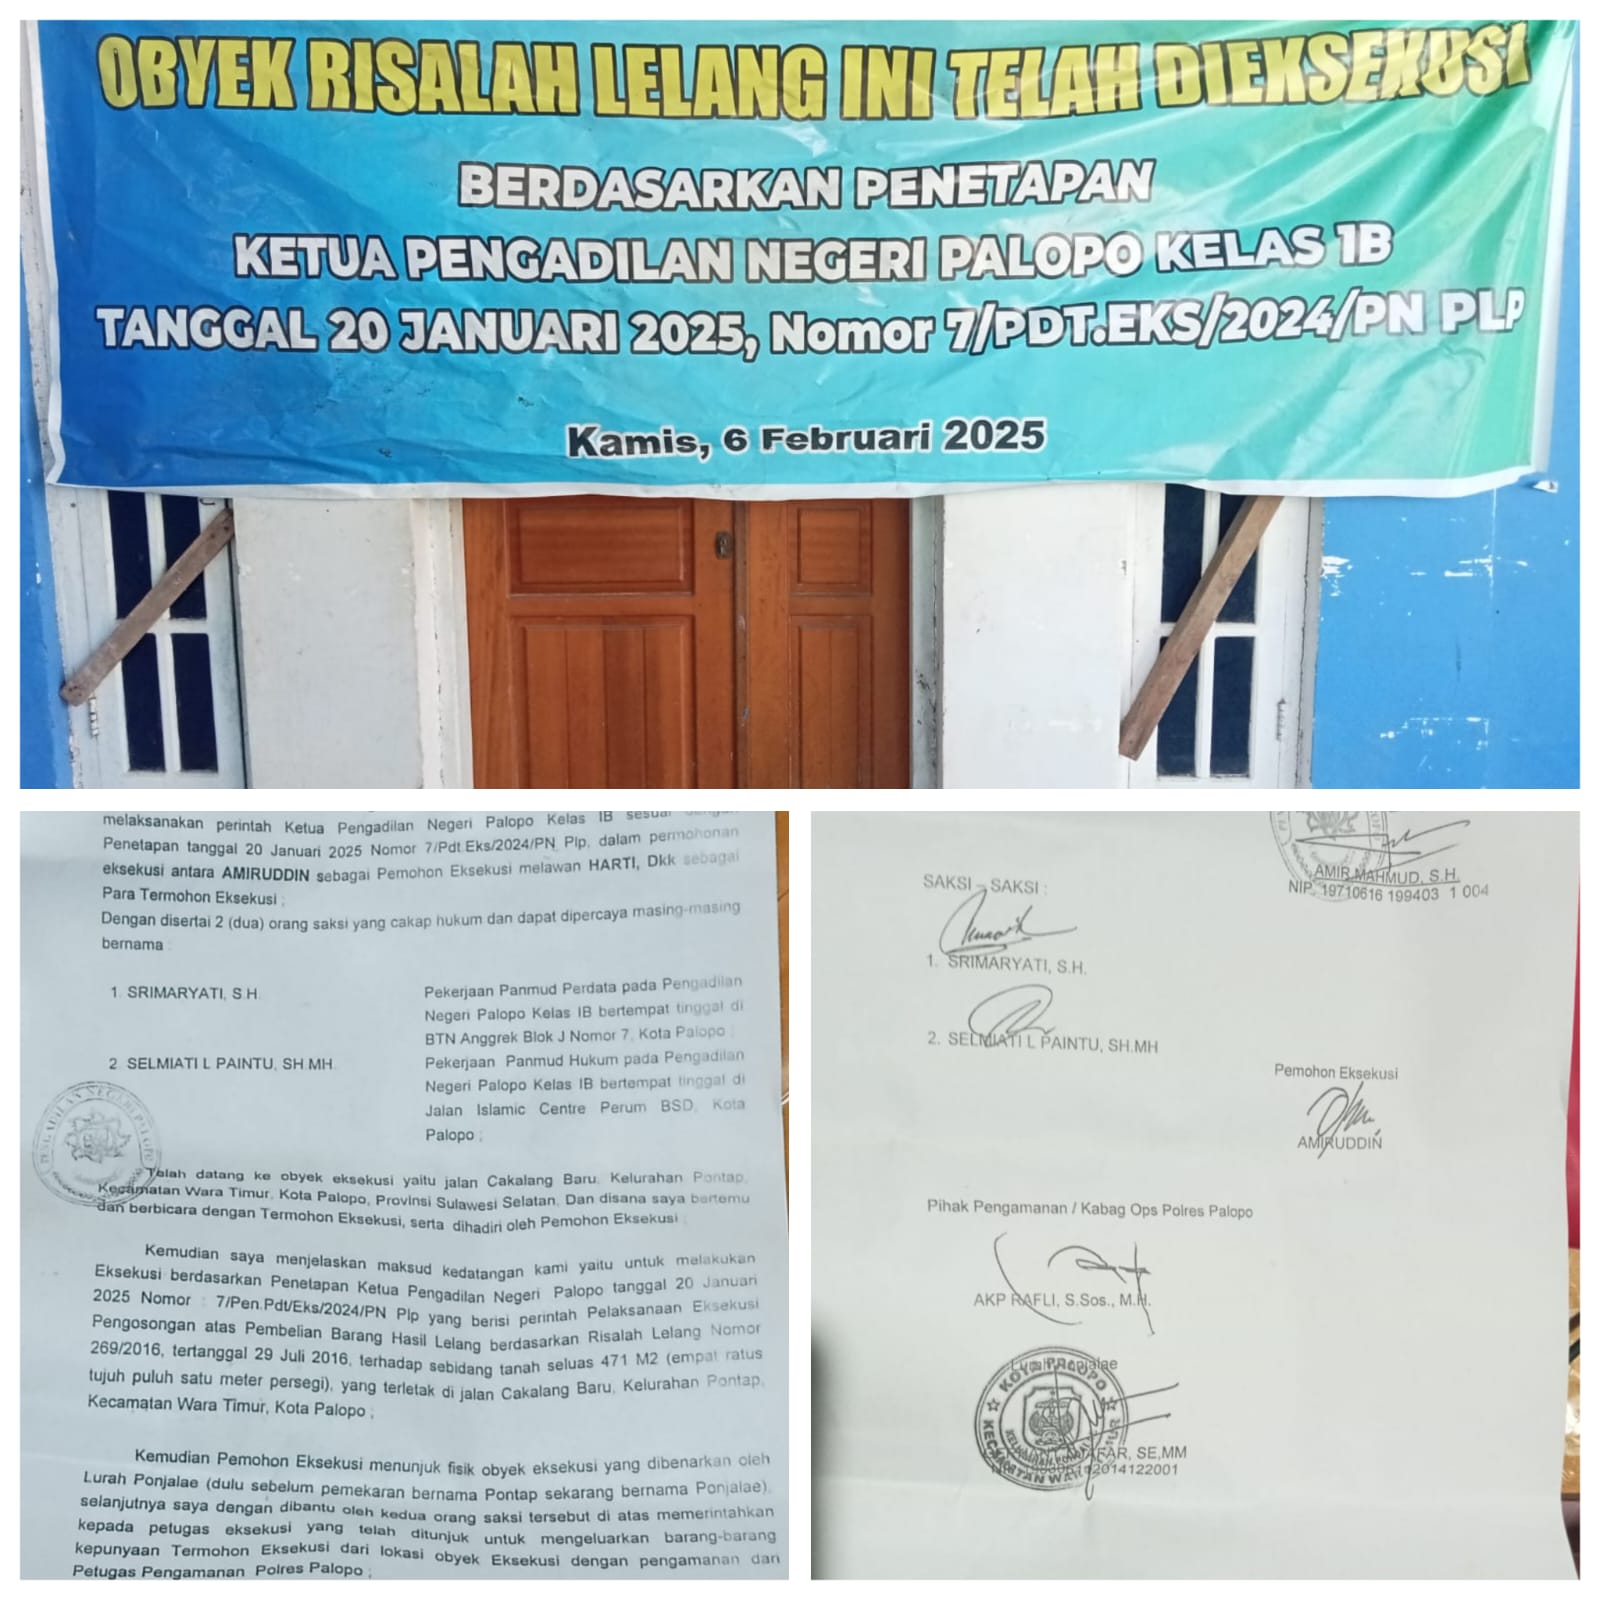 OBYEK RISALAH LELANG INI TELAH DIEKSEKUSI
BERDASARKAN PENETAPAN
KETUA PENGADILAN NEGERI PALOPO KELAS 1B
TANGGAL 20 JANUARI 2025, Nomor 7/PDT.EKS/2024/PN PLP
Kamis, 6 Februari 2025
melaksanakan perintah Ketua Pengadilan Negeri Palopo Kelas IB sesuai dengan
Penetapan tanggal 20 Januari 2025 Nomor 7/Pdt.Eks/2024/PN Plp, dalam permohonan
eksekusi antara AMIRUDDIN sebagai Pemohon Eksekusi melawan HARTI, Dkk sebagai
Para Termohon Eksekusi ;
Dengan disertai 2 (dua) orang saksi yang cakap hukum dan dapat dipercaya masing-masing
bernama :
1. SRIMARYATI, S.H.
Pekerjaan Panmud Perdata pada Pengadilan
Negeri Palopo Kelas IB bertempat tinggal di
BTN Anggrek Blok J Nomor 7, Kota Palopo ;
2. SELMIATI L PAINTU, SH.MH.
Pekerjaan Panmud Hukum pada Pengadilan
Negeri Palopo Kelas IB bertempat tinggal di
Jalan Islamic Centre Perum BSD, Kota
Palopo ;
PENGADILAN NEGERI PALOPO
Telah datang ke obyek eksekusi yaitu jalan Cakalang Baru, Kelurahan Pontap,
Kecamatan Wara Timur, Kota Palopo, Provinsi Sulawesi Selatan. Dan disana saya bertemu
dan berbicara dengan Termohon Eksekusi, serta dihadiri oleh Pemohon Eksekusi ;
Kemudian saya menjelaskan maksud kedatangan kami yaitu untuk melakukan
Eksekusi berdasarkan Penetapan Ketua Pengadilan Negeri Palopo tanggal 20 Januari
2025 Nomor : 7/Pen.Pdt/Eks/2024/PN Plp yang berisi perintah Pelaksanaan Eksekusi
Pengosongan atas Pembelian Barang Hasil Lelang berdasarkan Risalah Lelang Nomor
269/2016, tertanggal 29 Juli 2016, terhadap sebidang tanah seluas 471 M2 (empat ratus
tujuh puluh satu meter persegi), yang terletak di jalan Cakalang Baru, Kelurahan Pontap,
Kecamatan Wara Timur, Kota Palopo ;
Kemudian Pemohon Eksekusi menunjuk fisik obyek eksekusi yang dibenarkan oleh
Lurah Ponjalae (dulu sebelum pemekaran bernama Pontap sekarang bernama Ponjalae),
selanjutnya saya dengan dibantu oleh kedua orang saksi tersebut di atas memerintahkan
kepada petugas eksekusi yang telah ditunjuk untuk mengeluarkan barang-barang
kepunyaan Termohon Eksekusi dari lokasi obyek Eksekusi dengan pengamanan dari
Petugas Pengamanan Polres Palopo ;
AMIR MAHMUD, S.H.
NIP. 19710616 199403 1 004
SAKSI – SAKSI :
1. SRIMARYATI, S.H.
2. SELMIATI L PAINTU, SH.MH
Pemohon Eksekusi
AMIRUDDIN
Pihak Pengamanan / Kabag Ops Polres Palopo
AKP RAFLI, S.Sos., M.H.
Lurah Ponjalae
KOTA PALOPO
SE,MM
2014122001